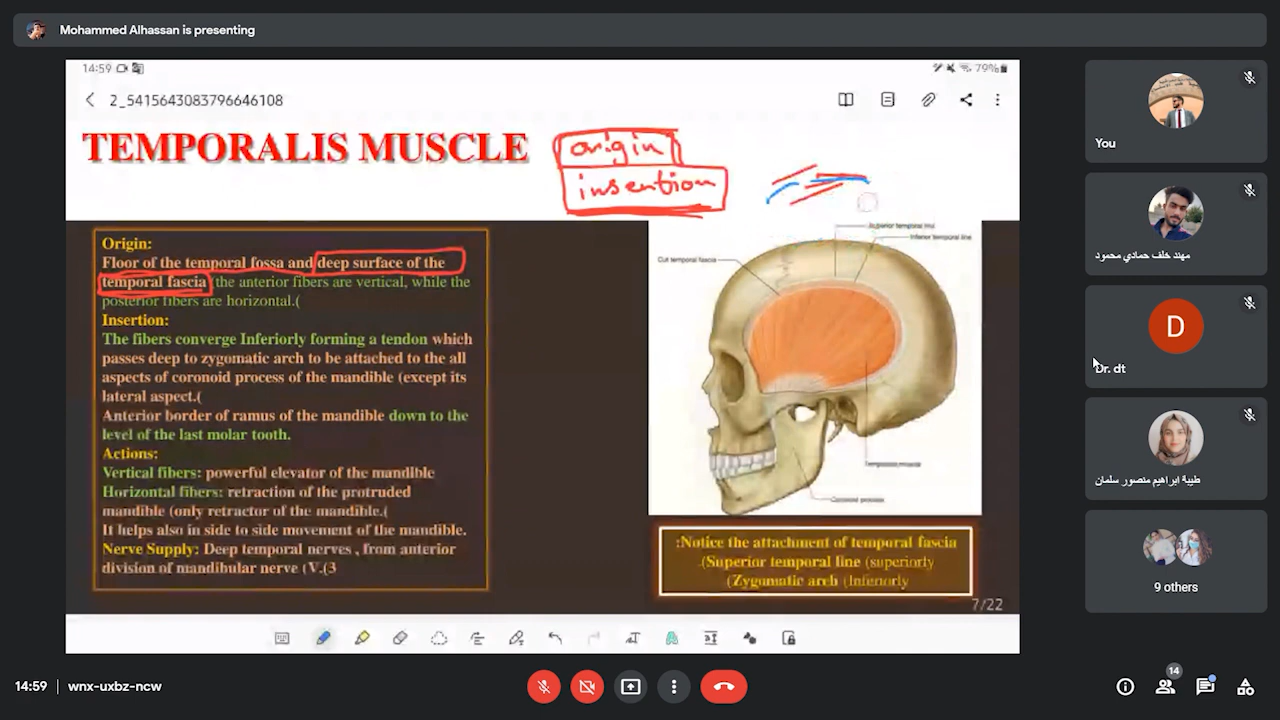 Mohammed Alhassan is presenting
14:59
79%
2_5415643083796646108
TEMPORALIS MUSCLE
origin
insention
Origin:
Floor of the temporal fossa and deep surface of the
temporal fascia the anterior fibers are vertical, while the
posterior fibers are horizontal.(
Insertion:
The fibers converge Inferiorly forming a tendon which
passes deep to zygomatic arch to be attached to the all
aspects of coronoid process of the mandible (except its
lateral aspect.(
Anterior border of ramus of the mandible down to the
level of the last molar tooth.
Actions:
Vertical fibers: powerful elevator of the mandible
Horizontal fibers: retraction of the protruded
mandible (only retractor of the mandible.(
It helps also in side to side movement of the mandible.
Nerve Supply: Deep temporal nerves , from anterior
division of mandibular nerve (V.(3
Superior temporal line
Inferior temporal line
Cut temporal fascia
Temporalis muscle
Coronoid process
:Notice the attachment of temporal fascia
.(Superior temporal line (superiorly
(Zygomatic arch (Inferiorly
7/22
You
مهند خلف حمادي محمود
D
Dr. dt
طيبة ابراهيم منصور سلمان
9 others
14:59 | wnx-uxbz-ncw
14